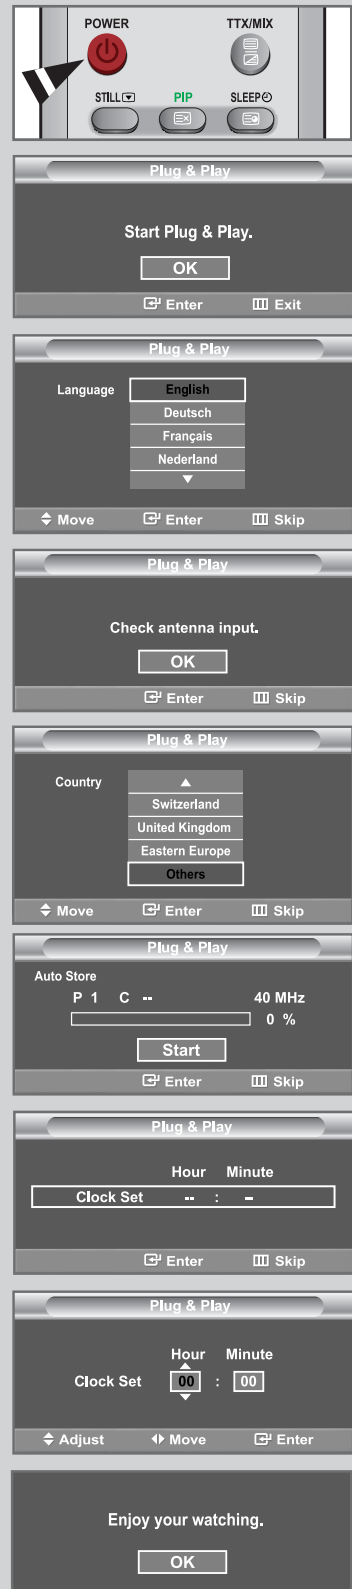 POWER TTX/MIX
STILL PIP SLEEP
Plug & Play
Start Plug & Play.
OK
Enter Exit
Plug & Play
Language English
Deutsch
Français
Nederland
Move Enter Skip
Plug & Play
Check antenna input.
OK
Enter Skip
Plug & Play
Country
Switzerland
United Kingdom
Eastern Europe
Others
Move Enter Skip
Plug & Play
Auto Store
P 1 C -- 40 MHz
0 %
Start
Enter Skip
Plug & Play
Hour Minute
Clock Set -- : --
Enter Skip
Plug & Play
Hour Minute
Clock Set 00 : 00
Adjust Move Enter
Enjoy your watching.
OK